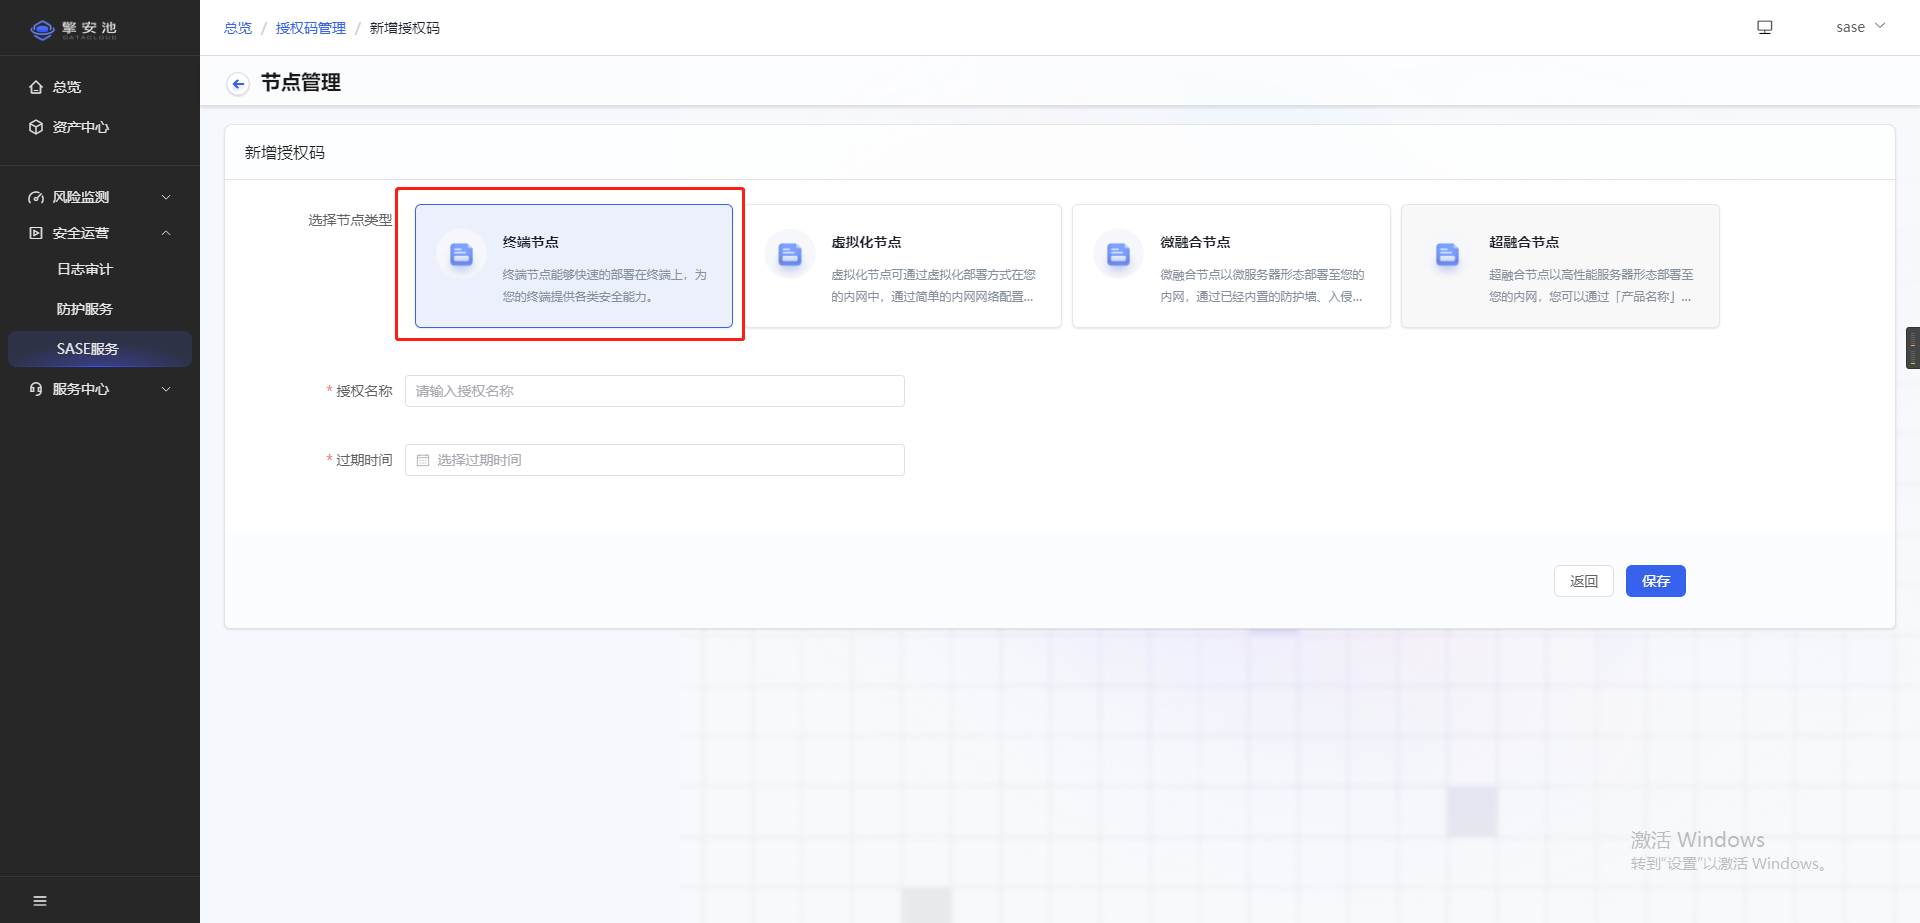 擎安池
DATACLOUD
总览 / 授权码管理 / 新增授权码
sase
总览
资产中心
风险监测
安全运营
日志审计
防护服务
SASE服务
服务中心
节点管理
新增授权码
选择节点类型
终端节点
终端节点能够快速的部署在终端上，为
您的终端提供各类安全能力。
虚拟化节点
虚拟化节点可通过虚拟化部署方式在您
的内网中，通过简单的内网网络配置...
微融合节点
微融合节点以微服务器形态部署至您的
内网，通过已经内置的防护墙、入侵...
超融合节点
超融合节点以高性能服务器形态部署至
您的内网，您可以通过「产品名称」...
* 授权名称
请输入授权名称
* 过期时间
选择过期时间
返回
保存
激活 Windows
转到“设置”以激活 Windows。